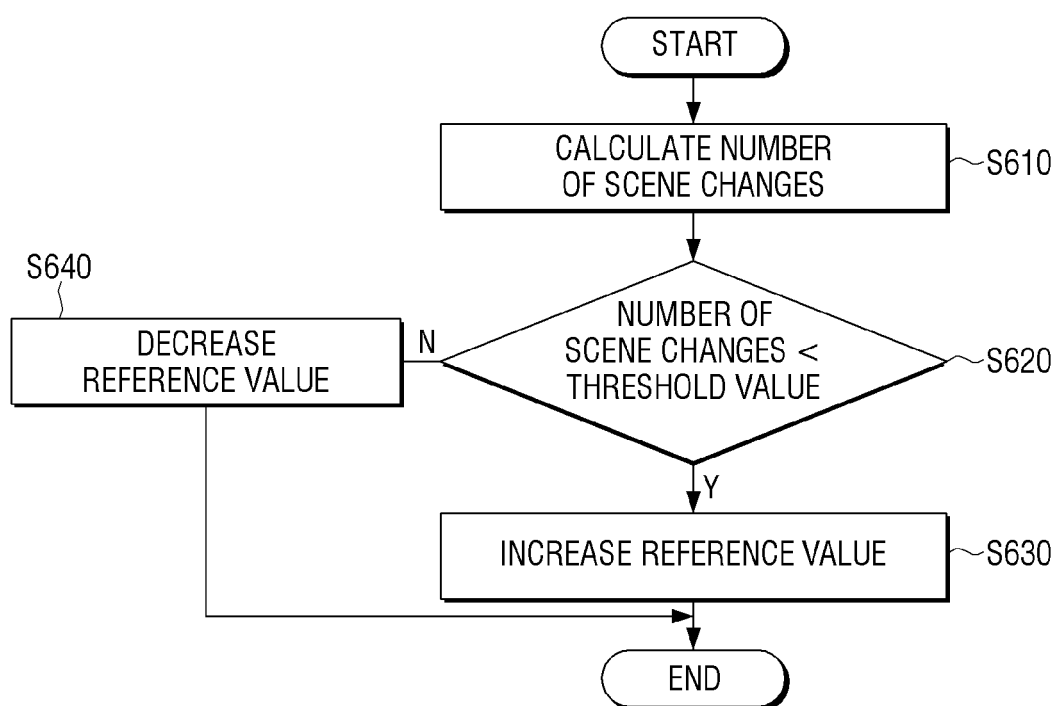 START
CALCULATE NUMBER
OF SCENE CHANGES
S610
S640
NUMBER OF
SCENE CHANGES <
THRESHOLD VALUE
S620
DECREASE
REFERENCE VALUE
N
Y
INCREASE REFERENCE VALUE
S630
END